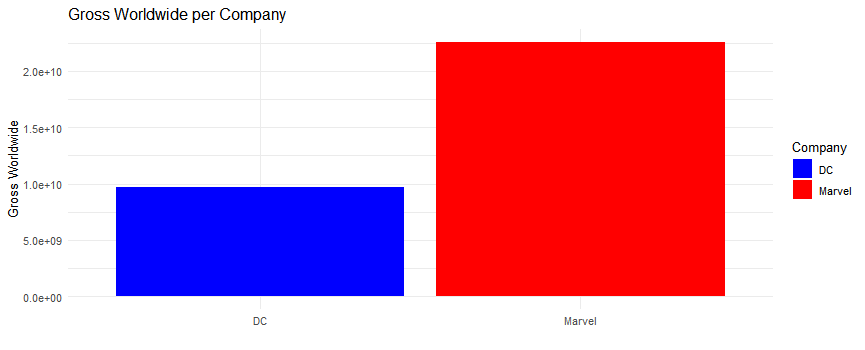 Gross Worldwide per Company
Gross Worldwide
2.0e+10
1.5e+10
1.0e+10
5.0e+09
0.0e+00
DC
Marvel
Company
DC
Marvel